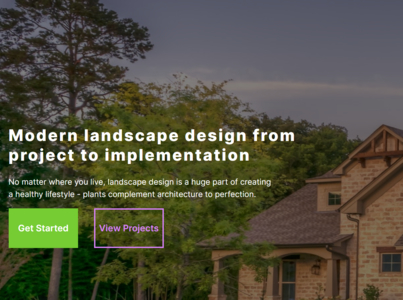 Modern landscape design from
project to implementation
No matter where you live, landscape design is a huge part of creating
a healthy lifestyle - plants complement architecture to perfection.
Get Started
View Projects